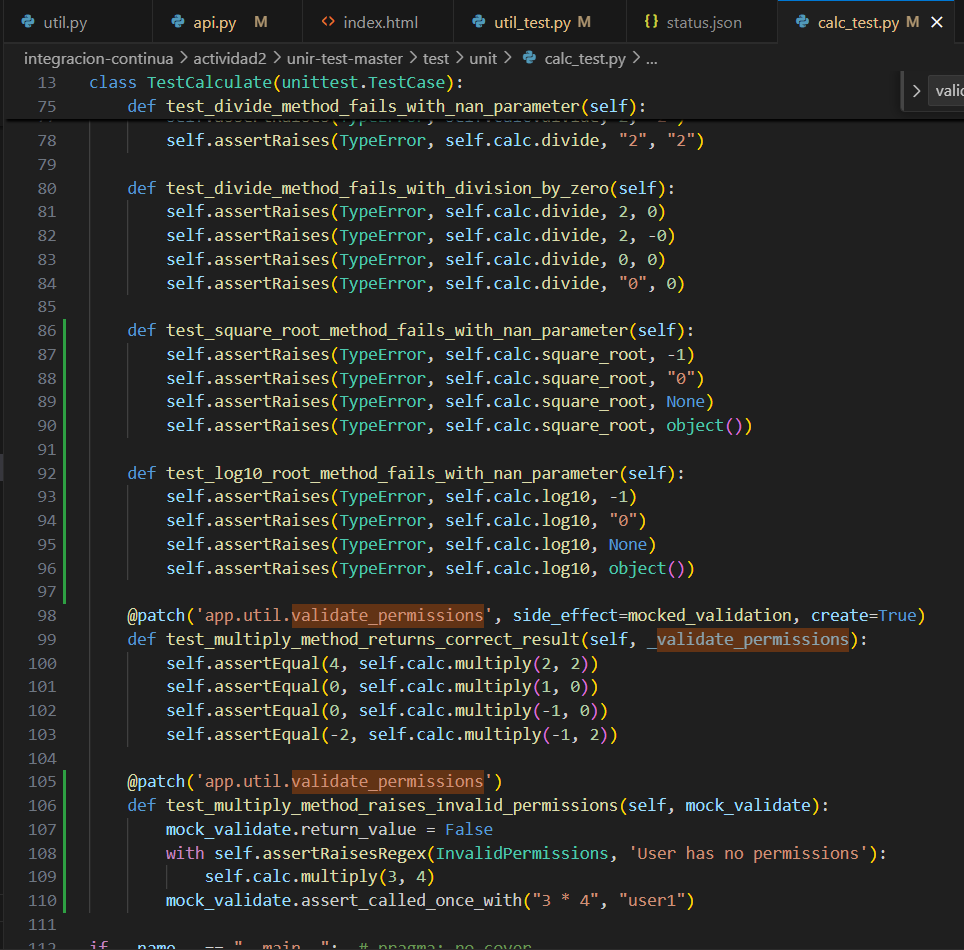 util.py api.py M index.html util_test.py M {} status.json calc_test.py M
integracion-continua > actividad2 > unir-test-master > test > unit > calc_test.py > ...
13 class TestCalculate(unittest.TestCase):
75 def test_divide_method_fails_with_nan_parameter(self): > valid
78 self.assertRaises(TypeError, self.calc.divide, "2", "2")
79
80 def test_divide_method_fails_with_division_by_zero(self):
81 self.assertRaises(TypeError, self.calc.divide, 2, 0)
82 self.assertRaises(TypeError, self.calc.divide, 2, -0)
83 self.assertRaises(TypeError, self.calc.divide, 0, 0)
84 self.assertRaises(TypeError, self.calc.divide, "0", 0)
85
86 def test_square_root_method_fails_with_nan_parameter(self):
87 self.assertRaises(TypeError, self.calc.square_root, -1)
88 self.assertRaises(TypeError, self.calc.square_root, "0")
89 self.assertRaises(TypeError, self.calc.square_root, None)
90 self.assertRaises(TypeError, self.calc.square_root, object())
91
92 def test_log10_root_method_fails_with_nan_parameter(self):
93 self.assertRaises(TypeError, self.calc.log10, -1)
94 self.assertRaises(TypeError, self.calc.log10, "0")
95 self.assertRaises(TypeError, self.calc.log10, None)
96 self.assertRaises(TypeError, self.calc.log10, object())
97
98 @patch('app.util.validate_permissions', side_effect=mocked_validation, create=True)
99 def test_multiply_method_returns_correct_result(self, _validate_permissions):
100 self.assertEqual(4, self.calc.multiply(2, 2))
101 self.assertEqual(0, self.calc.multiply(1, 0))
102 self.assertEqual(0, self.calc.multiply(-1, 0))
103 self.assertEqual(-2, self.calc.multiply(-1, 2))
104
105 @patch('app.util.validate_permissions')
106 def test_multiply_method_raises_invalid_permissions(self, mock_validate):
107 mock_validate.return_value = False
108 with self.assertRaisesRegex(InvalidPermissions, 'User has no permissions'):
109 self.calc.multiply(3, 4)
110 mock_validate.assert_called_once_with("3 * 4", "user1")
111
112 if __name__ == "__main__": # pragma: no cover